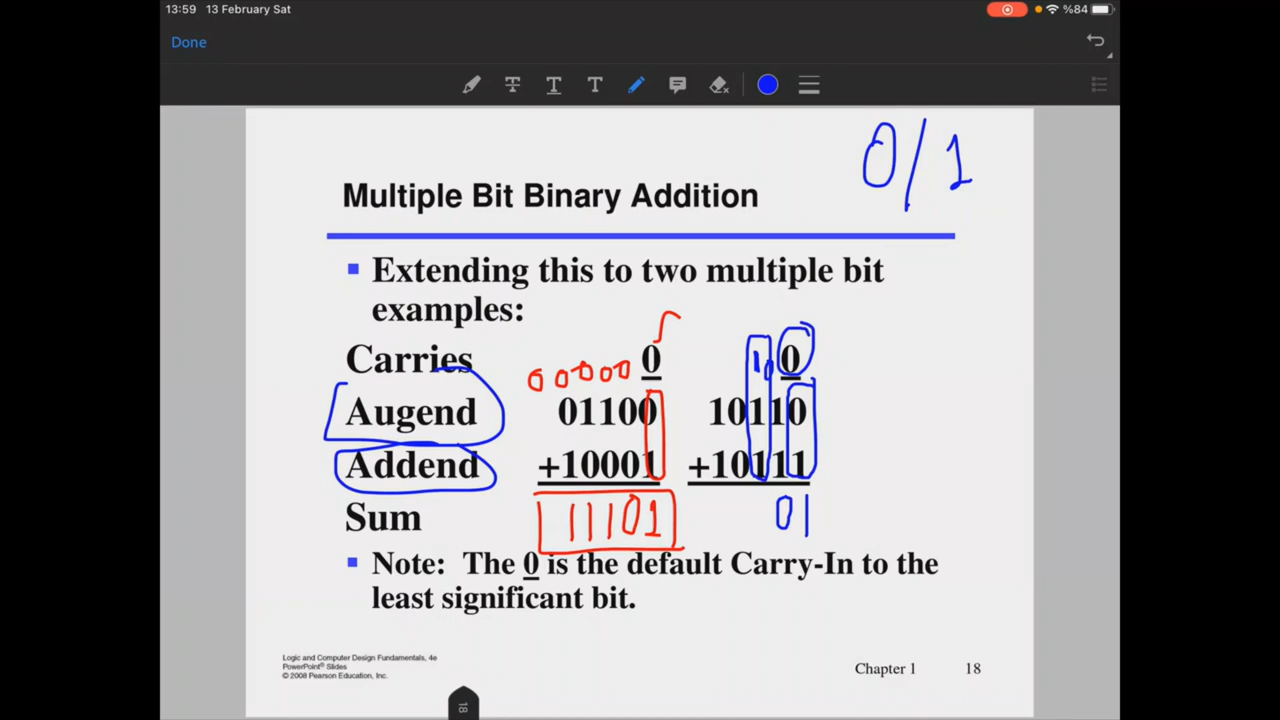 13:59 13 February Sat %84
Done
0/1
Multiple Bit Binary Addition
Extending this to two multiple bit
examples:
Carries 00000 0 1 0 0
Augend 01100 10110
Addend +10001 +10111
Sum 11101 01
Note: The 0 is the default Carry-In to the
least significant bit.
Logic and Computer Design Fundamentals, 4e
PowerPoint® Slides
© 2008 Pearson Education, Inc.
Chapter 1 18
18